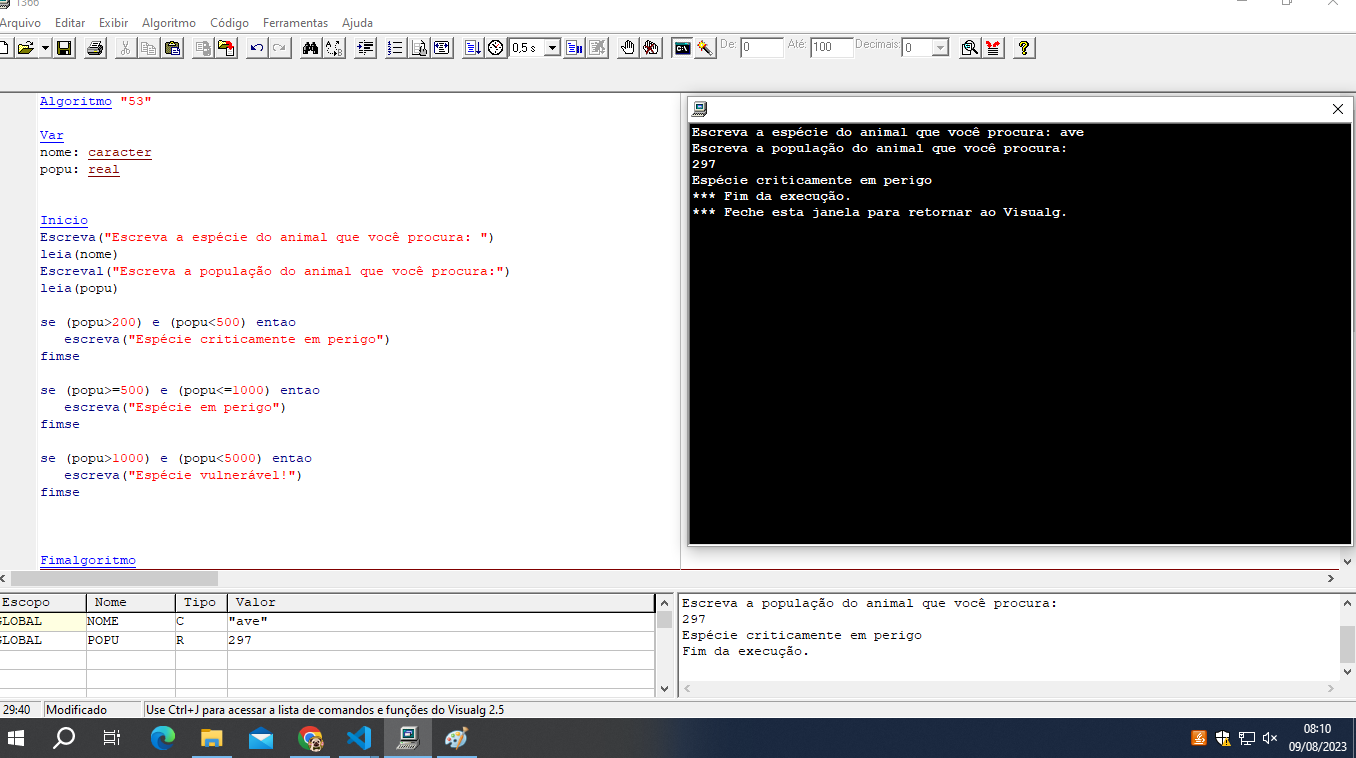 1366
Arquivo Editar Exibir Algoritmo Código Ferramentas Ajuda
0,5 s De: 0 Até: 100 Decimais: 0
Algoritmo "53"
Var
nome: caracter
popu: real
Inicio
Escreva("Escreva a espécie do animal que você procura: ")
leia(nome)
Escreval("Escreva a população do animal que você procura:")
leia(popu)
se (popu>200) e (popu<500) entao
escreva("Espécie criticamente em perigo")
fimse
se (popu>=500) e (popu<=1000) entao
escreva("Espécie em perigo")
fimse
se (popu>1000) e (popu<5000) entao
escreva("Espécie vulnerável!")
fimse
Fimalgoritmo
Escreva a espécie do animal que você procura: ave
Escreva a população do animal que você procura:
297
Espécie criticamente em perigo
*** Fim da execução.
*** Feche esta janela para retornar ao Visualg.
Escopo Nome Tipo Valor
GLOBAL NOME C "ave"
GLOBAL POPU R 297
Escreva a população do animal que você procura:
297
Espécie criticamente em perigo
Fim da execução.
29:40 Modificado Use Ctrl+J para acessar a lista de comandos e funções do Visualg 2.5
08:10
09/08/2023